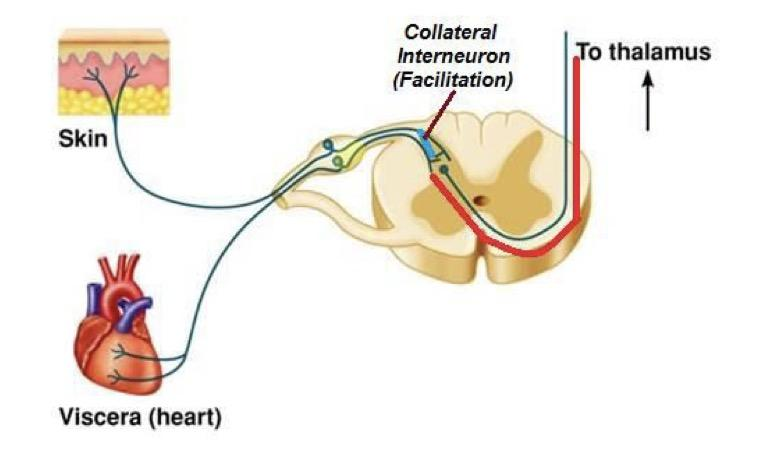 Collateral
Interneuron
(Facilitation)
To thalamus
Skin
Viscera (heart)